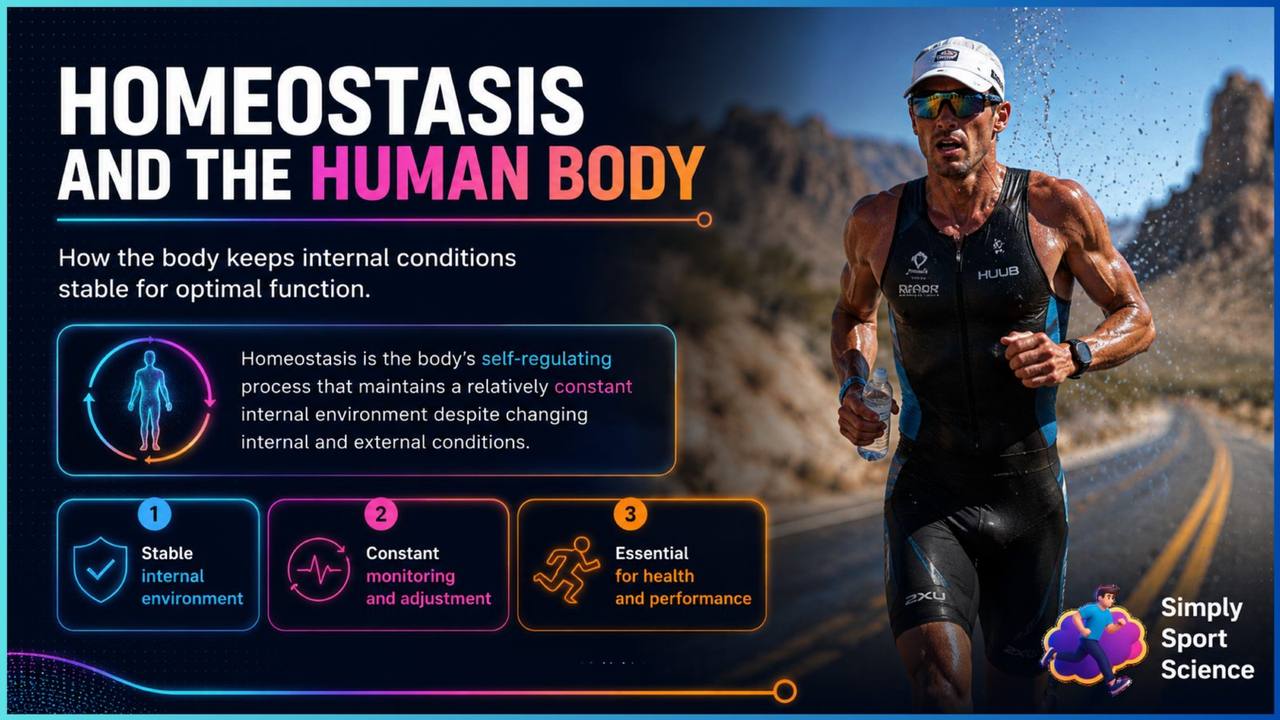 HOMEOSTASIS
AND THE HUMAN BODY
How the body keeps internal conditions
stable for optimal function.
Homeostasis is the body's self-regulating
process that maintains a relatively constant
internal environment despite changing
internal and external conditions.
1
Stable
internal
environment
2
Constant
monitoring
and adjustment
3
Essential
for health
and performance
HUUB
2XU
Simply
Sport
Science